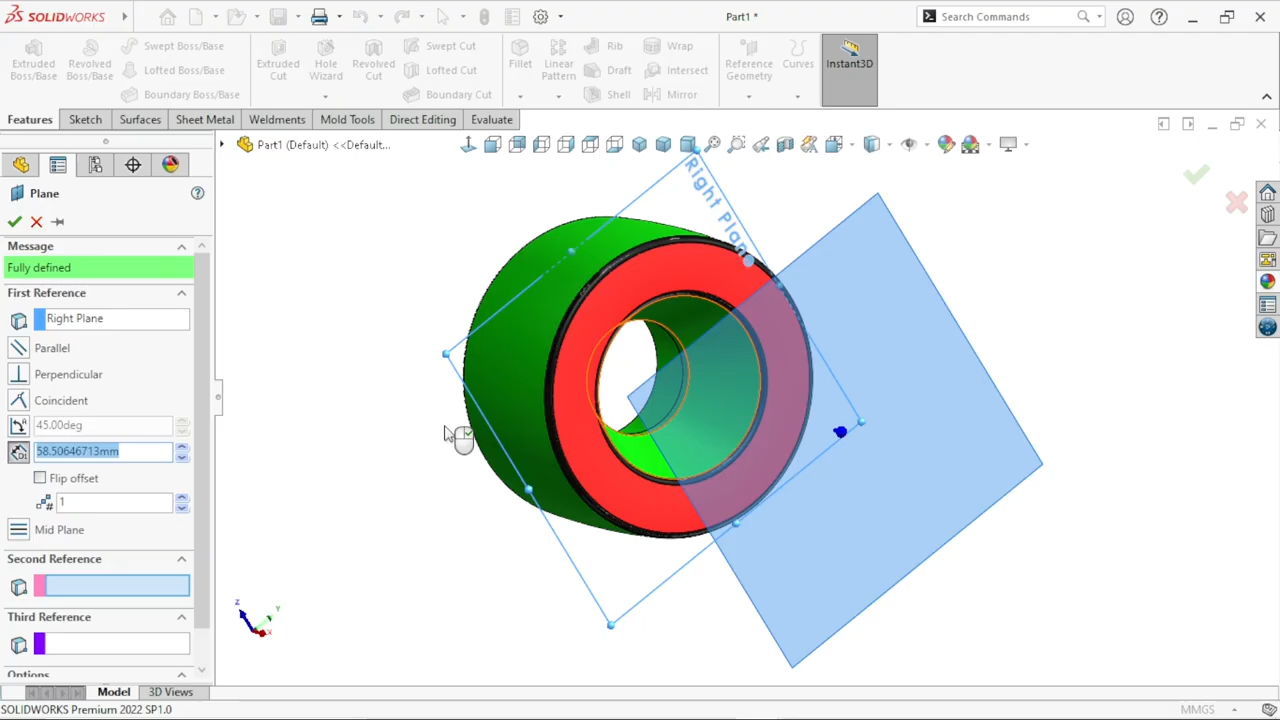 SOLIDWORKS
Part1 *
Search Commands
Extruded Boss/Base
Revolved Boss/Base
Swept Boss/Base
Lofted Boss/Base
Boundary Boss/Base
Extruded Cut
Hole Wizard
Revolved Cut
Swept Cut
Lofted Cut
Boundary Cut
Fillet
Linear Pattern
Rib
Draft
Shell
Wrap
Intersect
Mirror
Reference Geometry
Curves
Instant3D
Features
Sketch
Surfaces
Sheet Metal
Weldments
Mold Tools
Direct Editing
Evaluate
Part1 (Default) <<Default...
Plane
Message
Fully defined
First Reference
Right Plane
Parallel
Perpendicular
Coincident
45.00deg
58.50646713mm
Flip offset
1
Mid Plane
Second Reference
Third Reference
Options
Right Plane
Z
Y
X
Model
3D Views
SOLIDWORKS Premium 2022 SP1.0
MMGS